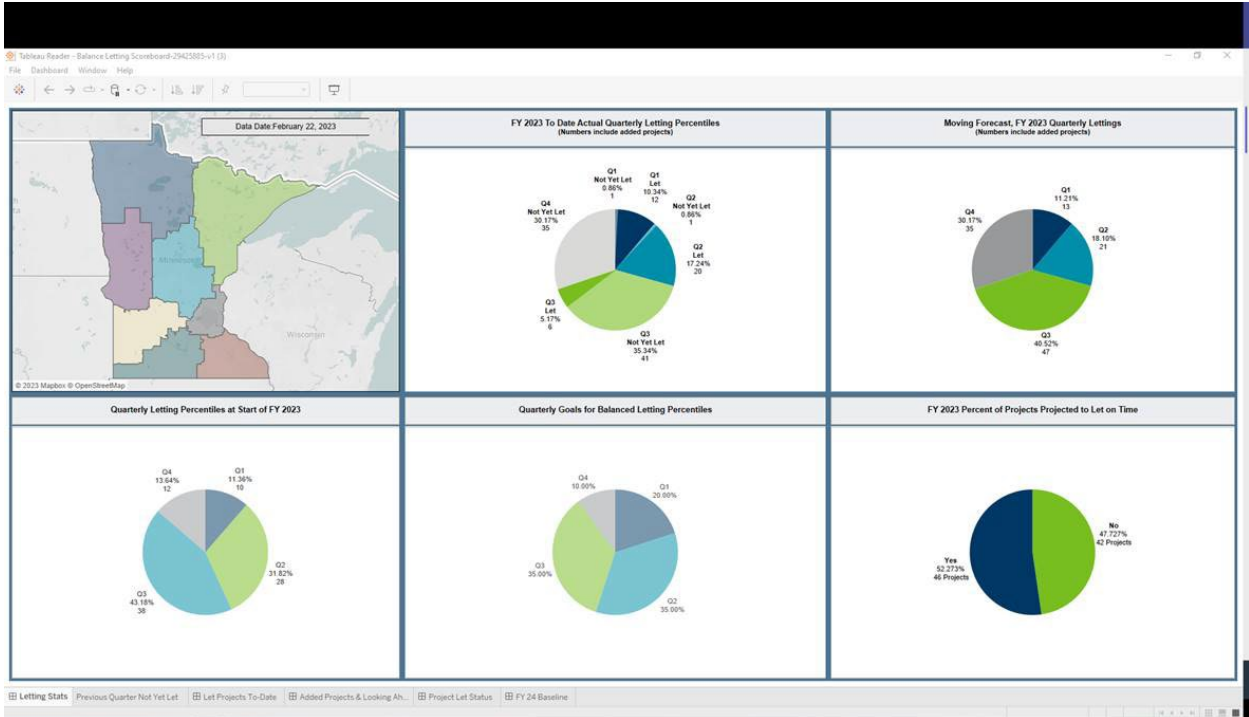 Tableau Reader - Balance Letting Scoreboard-29425805-v1 (3)
File Dashboard Window Help
Data Date:February 22, 2023
Minnesota
Wisconsin
© 2023 Mapbox © OpenStreetMap
FY 2023 To Date Actual Quarterly Letting Percentiles
(Numbers include added projects)
Q1
Not Yet Let
0.86%
1
Q1
Let
10.34%
12
Q2
Not Yet Let
0.86%
1
Q2
Let
17.24%
20
Q3
Not Yet Let
35.34%
41
Q3
Let
5.17%
6
Q4
Not Yet Let
30.17%
35
Moving Forecast, FY 2023 Quarterly Lettings
(Numbers include added projects)
Q1
11.21%
13
Q2
18.10%
21
Q3
40.52%
47
Q4
30.17%
35
Quarterly Letting Percentiles at Start of FY 2023
Q1
11.36%
10
Q2
31.82%
28
Q3
43.18%
38
Q4
13.64%
12
Quarterly Goals for Balanced Letting Percentiles
Q1
20.00%
Q2
35.00%
Q3
35.00%
Q4
10.00%
FY 2023 Percent of Projects Projected to Let on Time
No
47.727%
42 Projects
Yes
52.273%
46 Projects
Letting Stats Previous Quarter Not Yet Let Let Projects To-Date Added Projects & Looking Ah... Project Let Status FY 24 Baseline